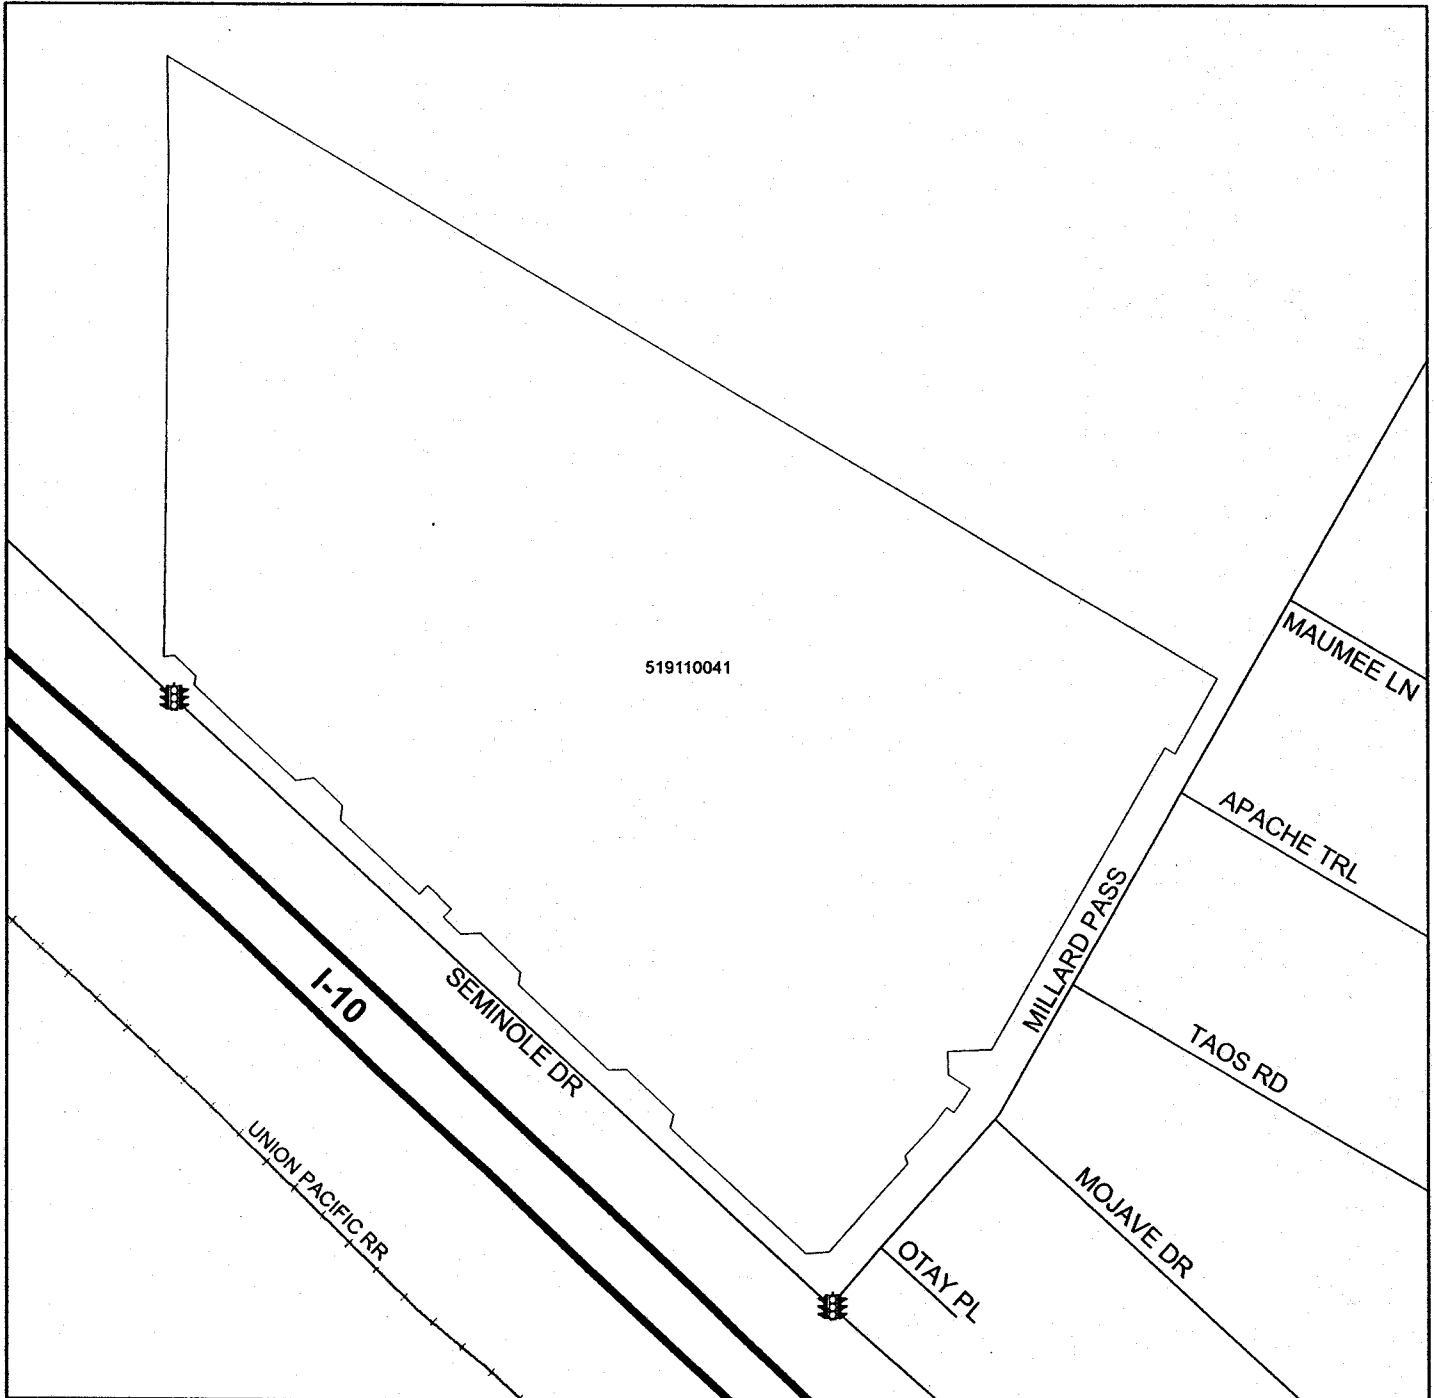 519110041
MAUMEE LN
APACHE TRL
MILLARD PASS
I-10
SEMINOLE DR
TAOS RD
UNION PACIFIC RR
MOJAVE DR
OTAY PL